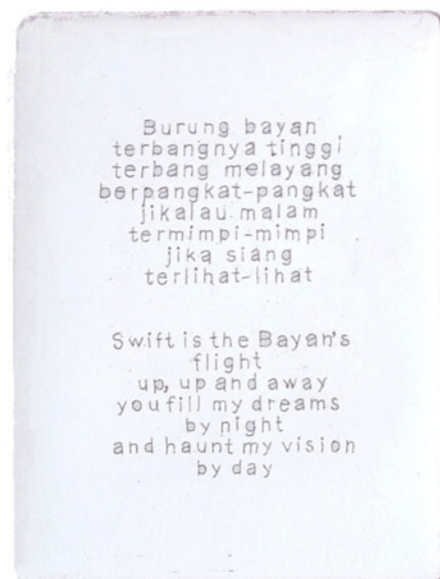 Burung bayan
terbangnya tinggi
terbang melayang
berpangkat-pangkat
jikalau malam
termimpi-mimpi
jika siang
terlihat-lihat
Swift is the Bayan's
flight
up, up and away
you fill my dreams
by night
and haunt my vision
by day